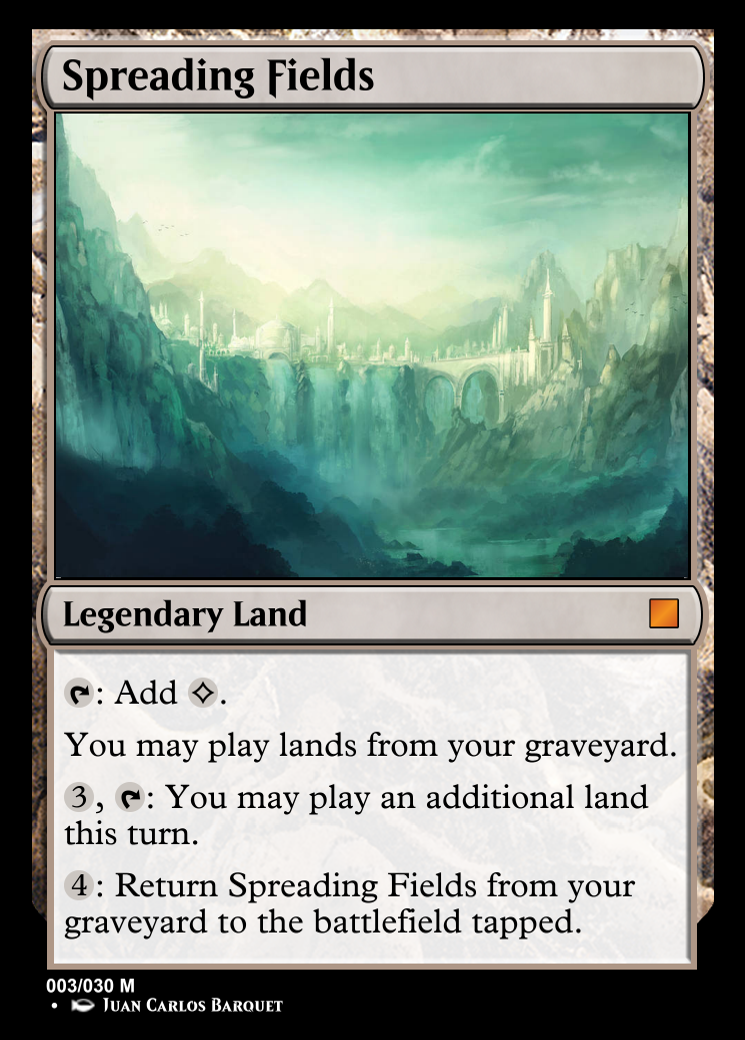 Spreading Fields
Legendary Land
: Add .
You may play lands from your graveyard.
3, : You may play an additional land
this turn.
4: Return Spreading Fields from your
graveyard to the battlefield tapped.
003/030 M
• Juan Carlos Barquet